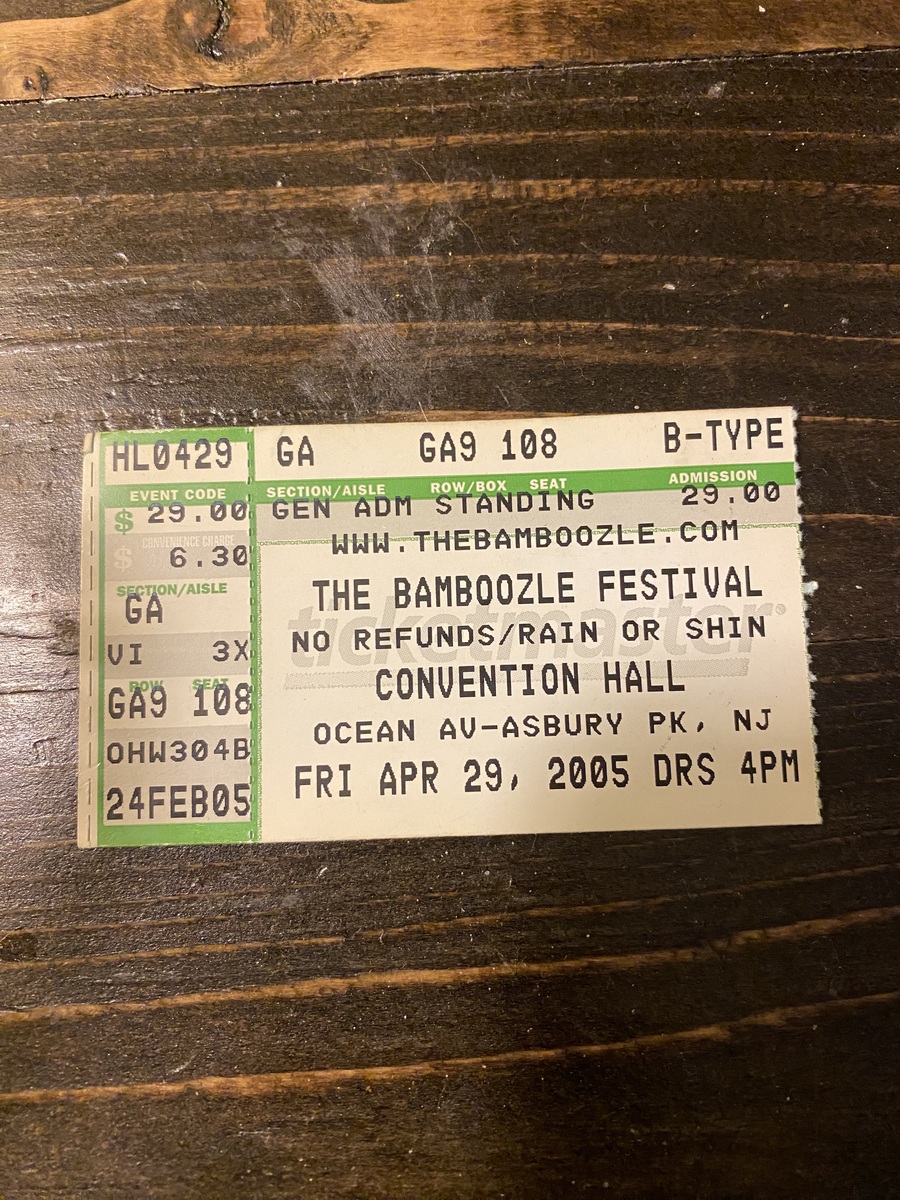 HL0429
EVENT CODE
$ 29.00
CONVENIENCE CHARGE
$ 6.30
SECTION/AISLE
GA
VI 3X
ROW SEAT
GA9 108
OHW304B
24FEB05
GA GA9 108 B-TYPE
SECTION/AISLE ROW/BOX SEAT ADMISSION
GEN ADM STANDING 29.00
WWW.THEBAMBOOZLE.COM
THE BAMBOOZLE FESTIVAL
ticketmaster®
NO REFUNDS/RAIN OR SHIN
CONVENTION HALL
OCEAN AV-ASBURY PK, NJ
FRI APR 29, 2005 DRS 4PM